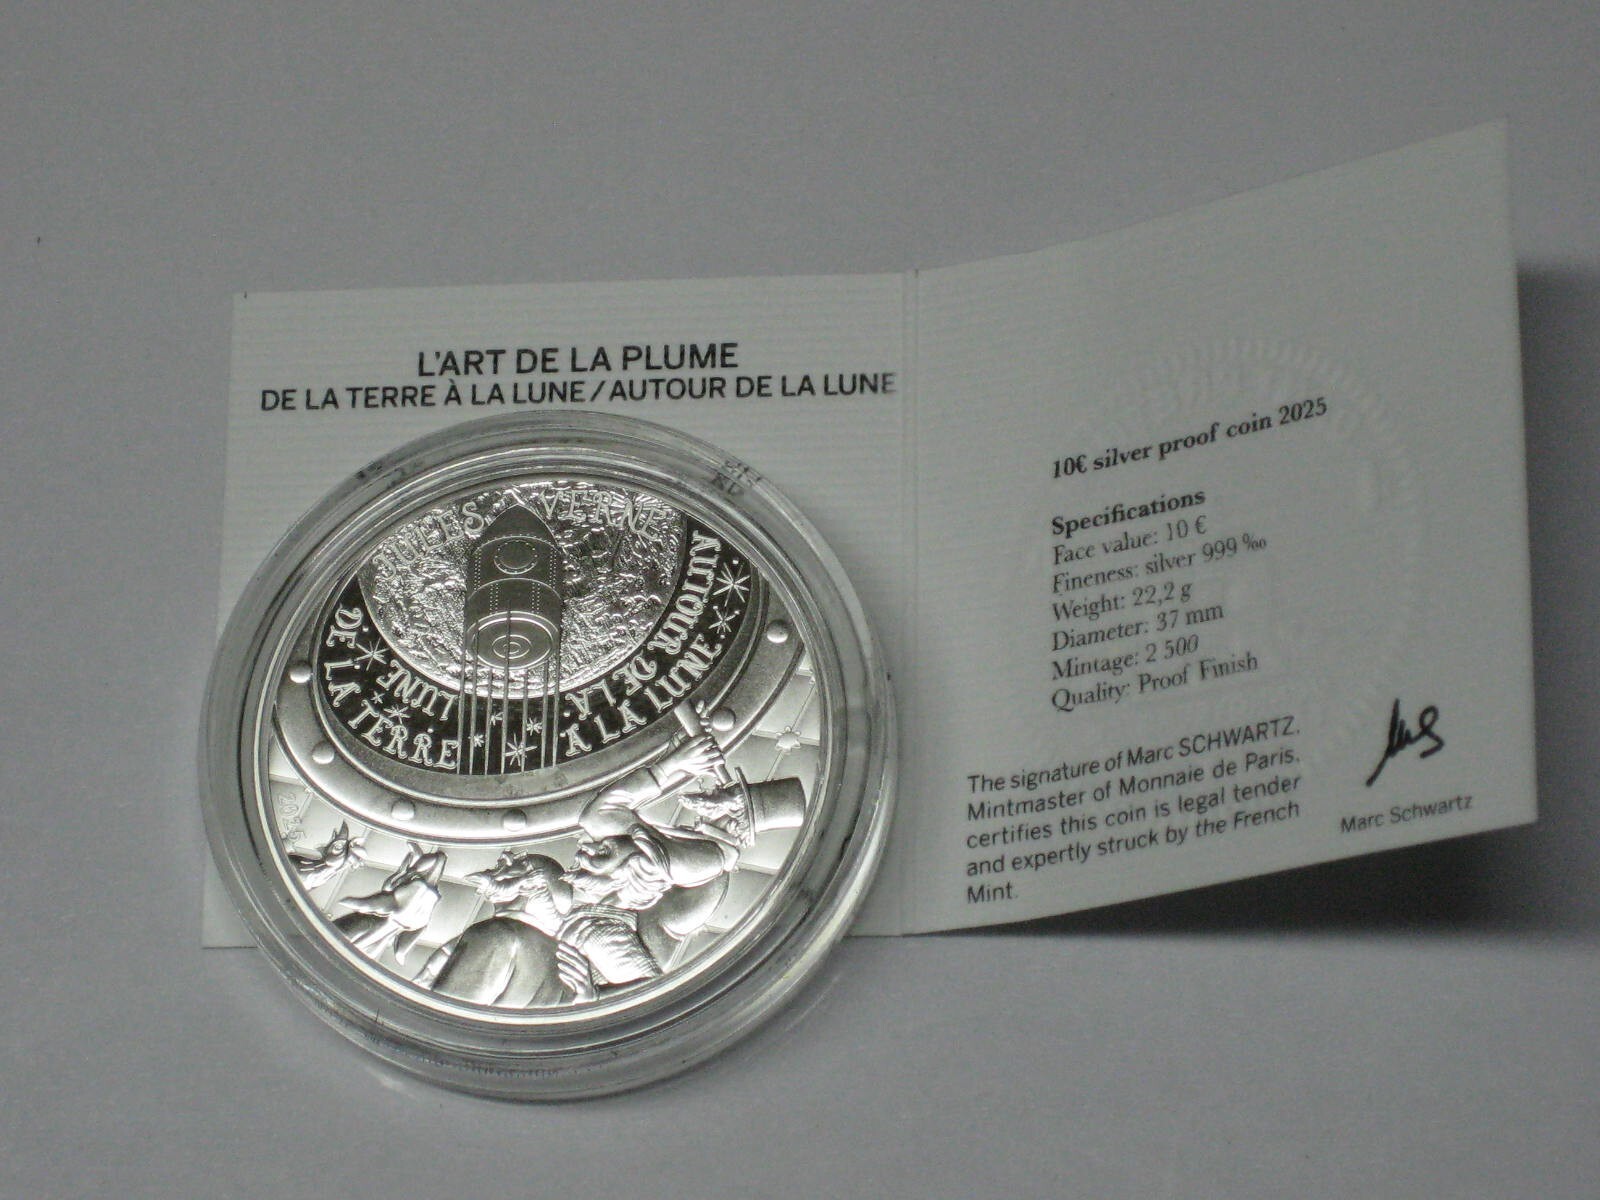 L'ART DE LA PLUME
DE LA TERRE À LA LUNE/AUTOUR DE LA LUNE
JULES VERNE
AUTOUR DE LA LUNE
DE LA TERRE À LA LUNE
2025
10€ silver proof coin 2025
Specifications
Face value: 10 €
Fineness: silver 999 ‰
Weight: 22,2 g
Diameter: 37 mm
Mintage: 2 500
Quality: Proof Finish
The signature of Marc SCHWARTZ,
Mintmaster of Monnaie de Paris,
certifies this coin is legal tender
and expertly struck by the French
Mint.
Marc Schwartz